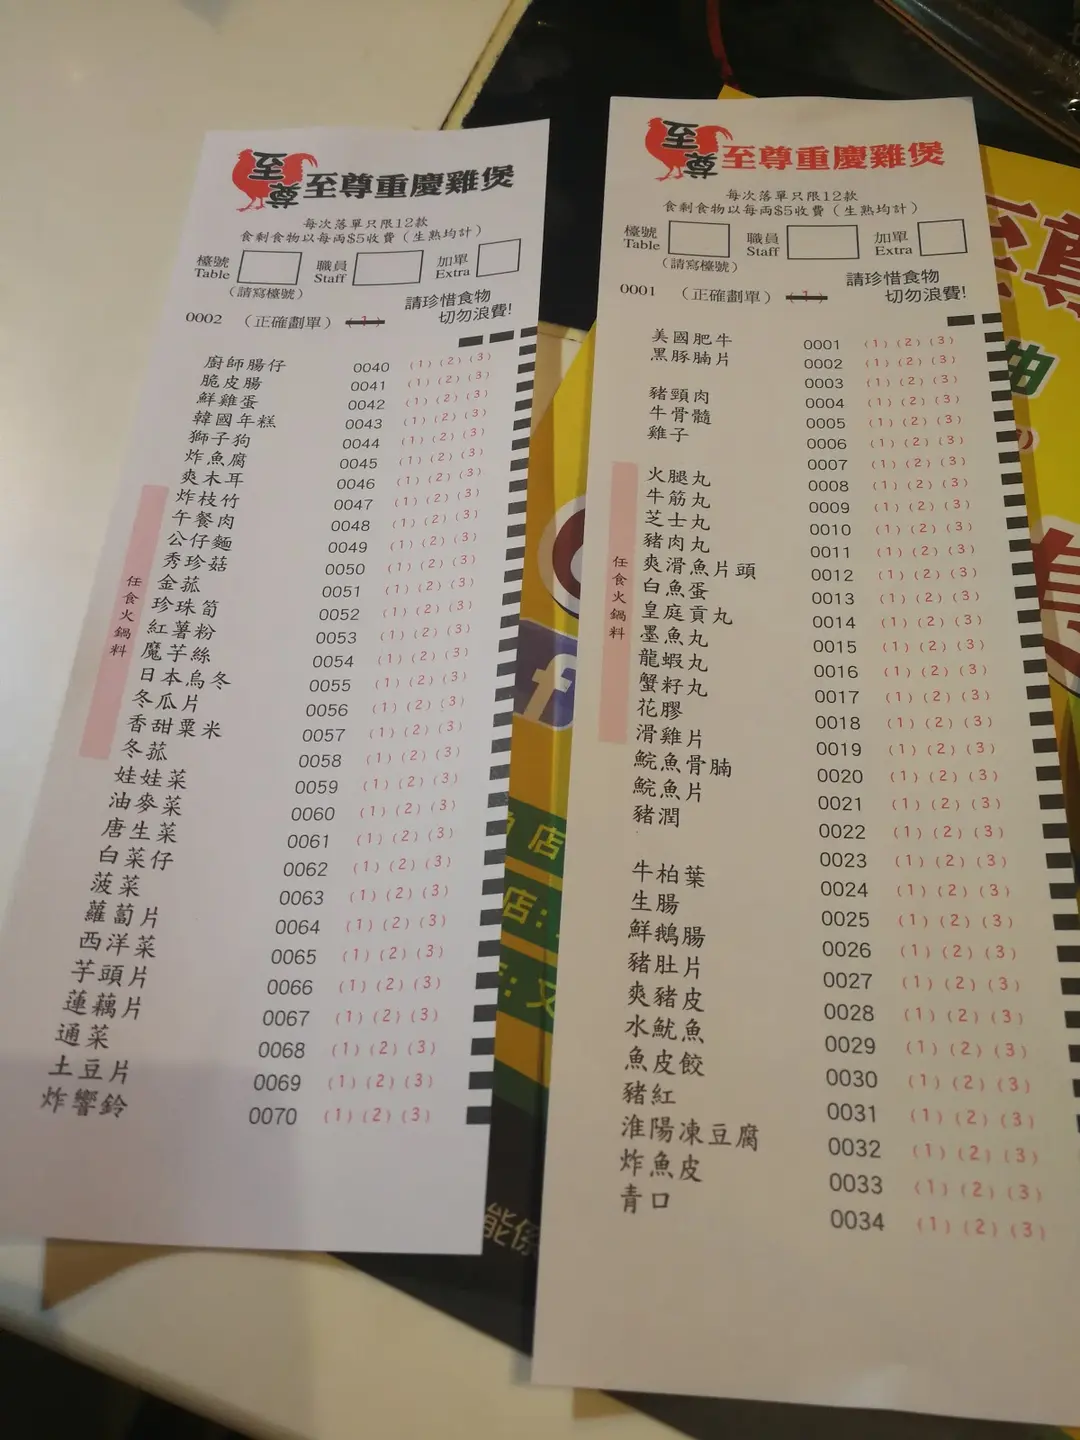 至尊
至尊重慶雞煲
每次落單只限12款
食剩食物以每両$5收費（生熟均計）
檯號 Table
職員 Staff
加單 Extra
（請寫檯號）
請珍惜食物
切勿浪費!
0002 （正確劃單） (1)
任食火鍋料
廚師腸仔 0040 (1) (2) (3)
脆皮腸 0041 (1) (2) (3)
鮮雞蛋 0042 (1) (2) (3)
韓國年糕 0043 (1) (2) (3)
獅子狗 0044 (1) (2) (3)
炸魚腐 0045 (1) (2) (3)
爽木耳 0046 (1) (2) (3)
炸枝竹 0047 (1) (2) (3)
午餐肉 0048 (1) (2) (3)
公仔麵 0049 (1) (2) (3)
秀珍菇 0050 (1) (2) (3)
金菰 0051 (1) (2) (3)
珍珠筍 0052 (1) (2) (3)
紅薯粉 0053 (1) (2) (3)
魔芋絲 0054 (1) (2) (3)
日本烏冬 0055 (1) (2) (3)
冬瓜片 0056 (1) (2) (3)
香甜粟米 0057 (1) (2) (3)
冬菰 0058 (1) (2) (3)
娃娃菜 0059 (1) (2) (3)
油麥菜 0060 (1) (2) (3)
唐生菜 0061 (1) (2) (3)
白菜仔 0062 (1) (2) (3)
菠菜 0063 (1) (2) (3)
蘿蔔片 0064 (1) (2) (3)
西洋菜 0065 (1) (2) (3)
芋頭片 0066 (1) (2) (3)
蓮藕片 0067 (1) (2) (3)
通菜 0068 (1) (2) (3)
土豆片 0069 (1) (2) (3)
炸響鈴 0070 (1) (2) (3)
至尊
至尊重慶雞煲
每次落單只限12款
食剩食物以每両$5收費（生熟均計）
檯號 Table
職員 Staff
加單 Extra
（請寫檯號）
請珍惜食物
切勿浪費!
0001 （正確劃單） (1)
任食火鍋料
美國肥牛 0001 (1) (2) (3)
黑豚腩片 0002 (1) (2) (3)
0003 (1) (2) (3)
豬頸肉 0004 (1) (2) (3)
牛骨髓 0005 (1) (2) (3)
雞子 0006 (1) (2) (3)
0007 (1) (2) (3)
火腿丸 0008 (1) (2) (3)
牛筋丸 0009 (1) (2) (3)
芝士丸 0010 (1) (2) (3)
豬肉丸 0011 (1) (2) (3)
爽滑魚片頭 0012 (1) (2) (3)
白魚蛋 0013 (1) (2) (3)
皇庭貢丸 0014 (1) (2) (3)
墨魚丸 0015 (1) (2) (3)
龍蝦丸 0016 (1) (2) (3)
蟹籽丸 0017 (1) (2) (3)
花膠 0018 (1) (2) (3)
滑雞片 0019 (1) (2) (3)
鯇魚骨腩 0020 (1) (2) (3)
鯇魚片 0021 (1) (2) (3)
豬潤 0022 (1) (2) (3)
0023 (1) (2) (3)
牛柏葉 0024 (1) (2) (3)
生腸 0025 (1) (2) (3)
鮮鵝腸 0026 (1) (2) (3)
豬肚片 0027 (1) (2) (3)
爽豬皮 0028 (1) (2) (3)
水魷魚 0029 (1) (2) (3)
魚皮餃 0030 (1) (2) (3)
豬紅 0031 (1) (2) (3)
淮陽凍豆腐 0032 (1) (2) (3)
炸魚皮 0033 (1) (2) (3)
青口 0034 (1) (2) (3)
店
店:
能係